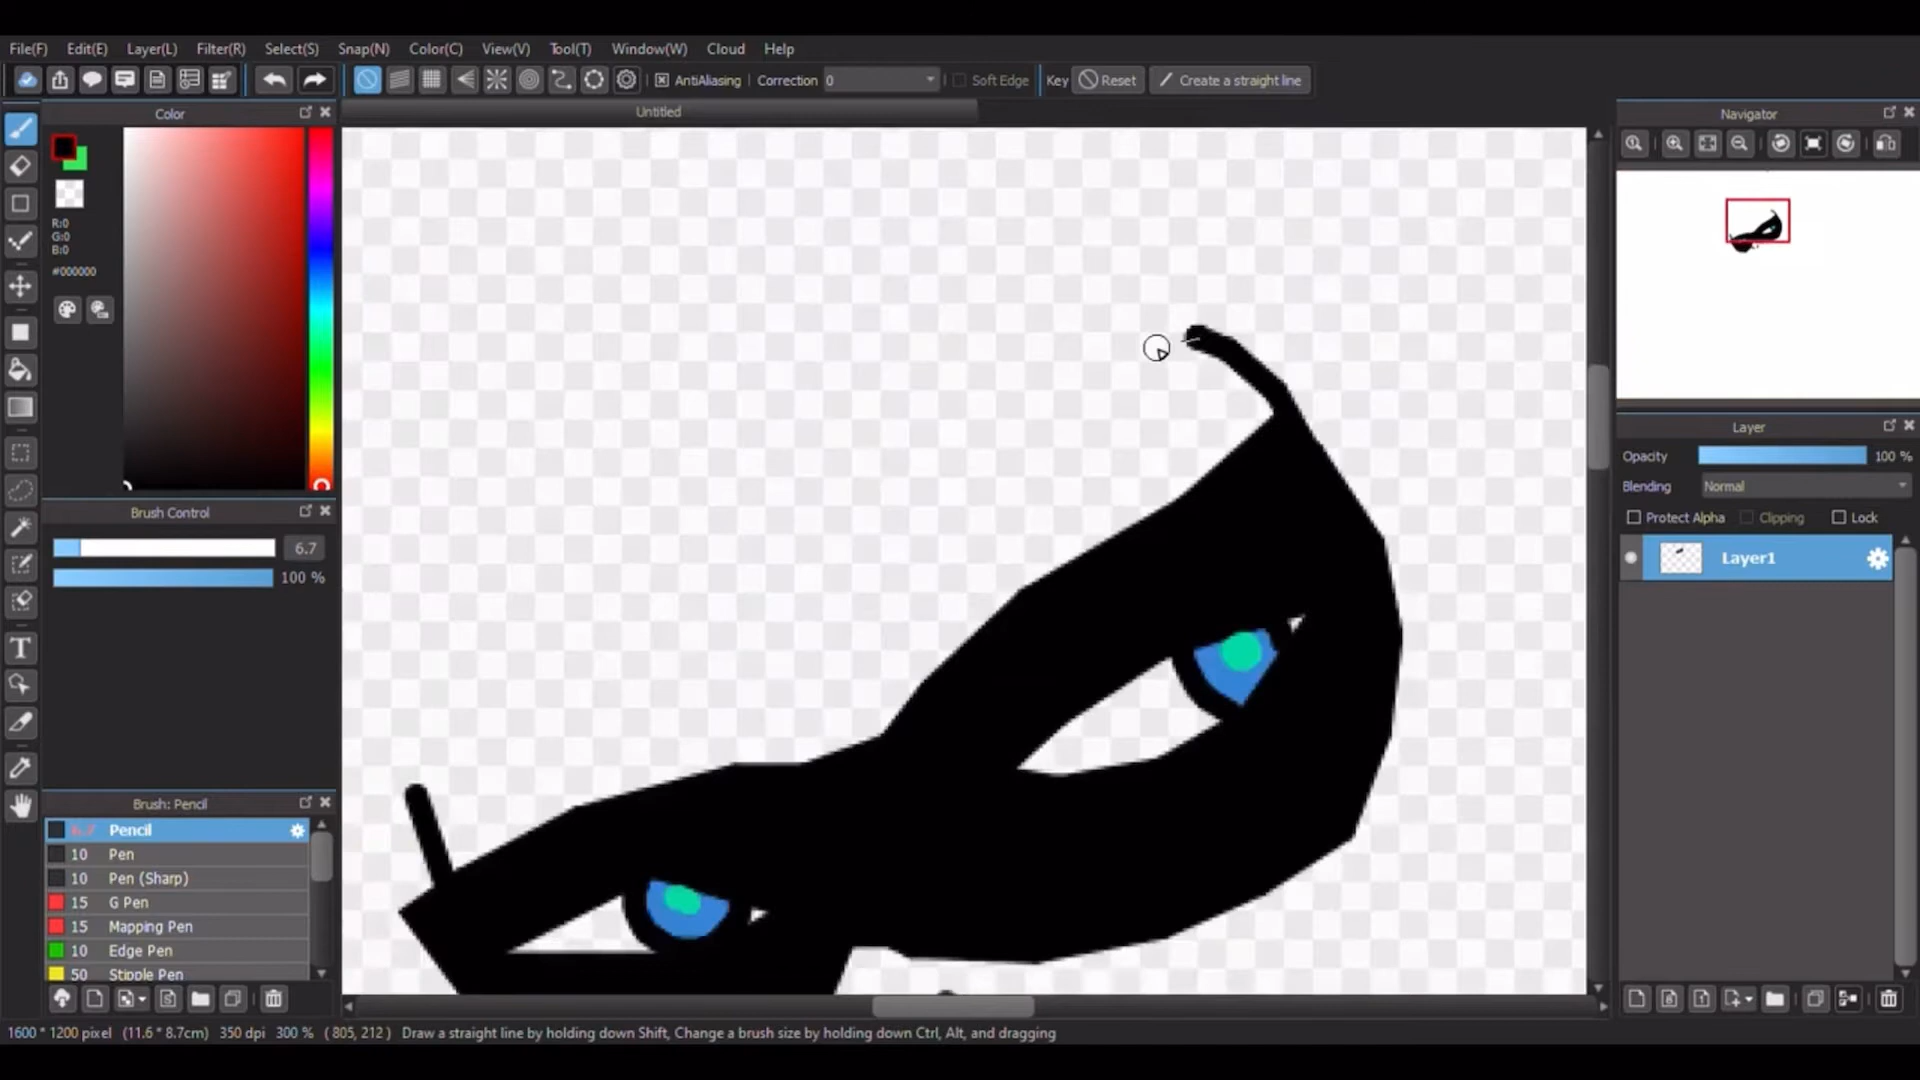 File(F) Edit(E) Layer(L) Filter(R) Select(S) Snap(N) Color(C) View(V) Tool(T) Window(W) Cloud Help
AntiAliasing Correction 0 Soft Edge Key Reset Create a straight line
Color
Untitled
Navigator
R:0
G:0
B:0
#000000
Layer
Opacity 100 %
Blending Normal
Protect Alpha Clipping Lock
Layer1
Brush Control
6.7
100 %
Brush: Pencil
6.7 Pencil
10 Pen
10 Pen (Sharp)
15 G Pen
15 Mapping Pen
10 Edge Pen
50 Stipple Pen
1600 * 1200 pixel (11.6 * 8.7cm) 350 dpi 300 % ( 805, 212 ) Draw a straight line by holding down Shift, Change a brush size by holding down Ctrl, Alt, and dragging